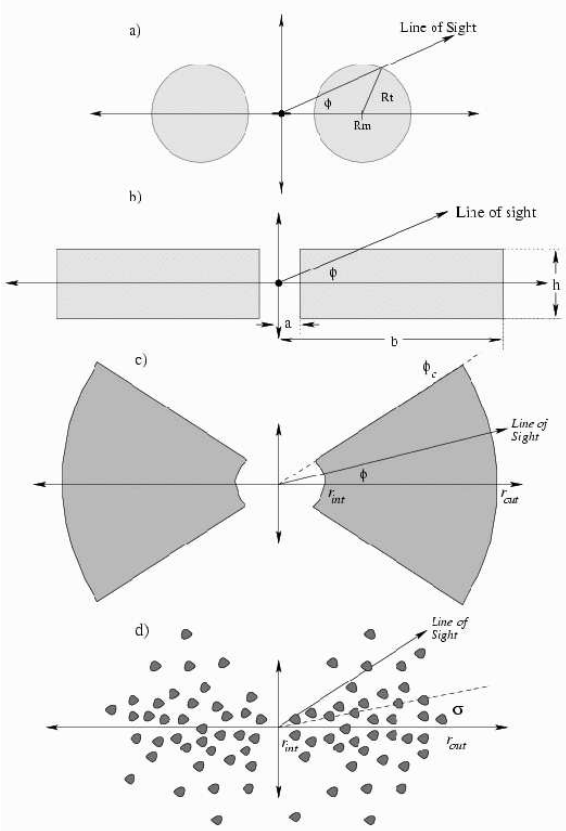 a)
Line of Sight
ϕ
Rt
Rm
b)
Line of sight
ϕ
h
a
b
c)
ϕc
Line of
Sight
ϕ
rint
rout
d)
Line of
Sight
σ
rint
rout